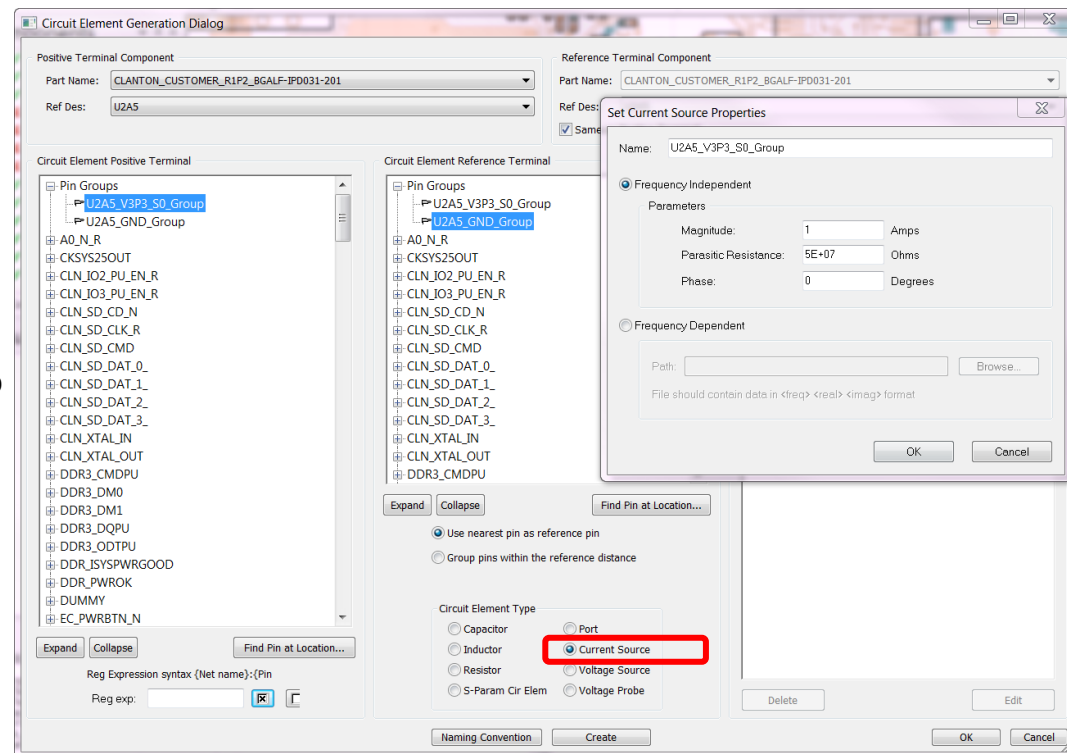 Circuit Element Generation Dialog
Positive Terminal Component
Part Name: CLANTON_CUSTOMER_R1P2_BGALF-IPD031-201
Ref Des: U2A5
Reference Terminal Component
Part Name: CLANTON_CUSTOMER_R1P2_BGALF-IPD031-201
Ref Des:
Same
Circuit Element Positive Terminal
Pin Groups
U2A5_V3P3_S0_Group
U2A5_GND_Group
A0_N_R
CKSYS25OUT
CLN_IO2_PU_EN_R
CLN_IO3_PU_EN_R
CLN_SD_CD_N
CLN_SD_CLK_R
CLN_SD_CMD
CLN_SD_DAT_0_
CLN_SD_DAT_1_
CLN_SD_DAT_2_
CLN_SD_DAT_3_
CLN_XTAL_IN
CLN_XTAL_OUT
DDR3_CMDPU
DDR3_DM0
DDR3_DM1
DDR3_DQPU
DDR3_ODTPU
DDR_ISYSPWRGOOD
DDR_PWROK
DUMMY
EC_PWRBTN_N
Expand Collapse Find Pin at Location...
Reg Expression syntax {Net name}:{Pin
Reg exp:
Circuit Element Reference Terminal
Pin Groups
U2A5_V3P3_S0_Group
U2A5_GND_Group
A0_N_R
CKSYS25OUT
CLN_IO2_PU_EN_R
CLN_IO3_PU_EN_R
CLN_SD_CD_N
CLN_SD_CLK_R
CLN_SD_CMD
CLN_SD_DAT_0_
CLN_SD_DAT_1_
CLN_SD_DAT_2_
CLN_SD_DAT_3_
CLN_XTAL_IN
CLN_XTAL_OUT
DDR3_CMDPU
Expand Collapse Find Pin at Location...
Use nearest pin as reference pin
Group pins within the reference distance
Circuit Element Type
Capacitor Port
Inductor Current Source
Resistor Voltage Source
S-Param Cir Elem Voltage Probe
Naming Convention Create
Set Current Source Properties
Name: U2A5_V3P3_S0_Group
Frequency Independent
Parameters
Magnitude: 1 Amps
Parasitic Resistance: 5E+07 Ohms
Phase: 0 Degrees
Frequency Dependent
Path: Browse...
File should contain data in <freq> <real> <imag> format
OK Cancel
Delete Edit
OK Cancel